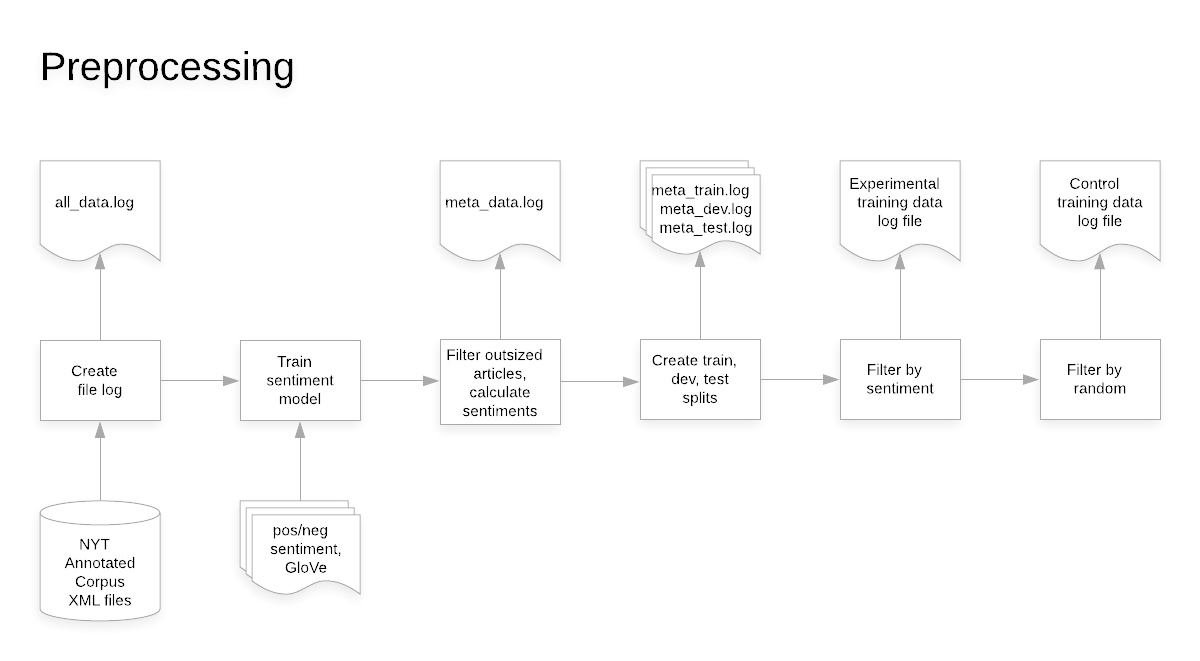 Preprocessing
all_data.log
meta_data.log
meta_train.log
meta_dev.log
meta_test.log
Experimental
training data
log file
Control
training data
log file
Create
file log
Train
sentiment
model
Filter outsized
articles,
calculate
sentiments
Create train,
dev, test
splits
Filter by
sentiment
Filter by
random
NYT
Annotated
Corpus
XML files
pos/neg
sentiment,
GloVe